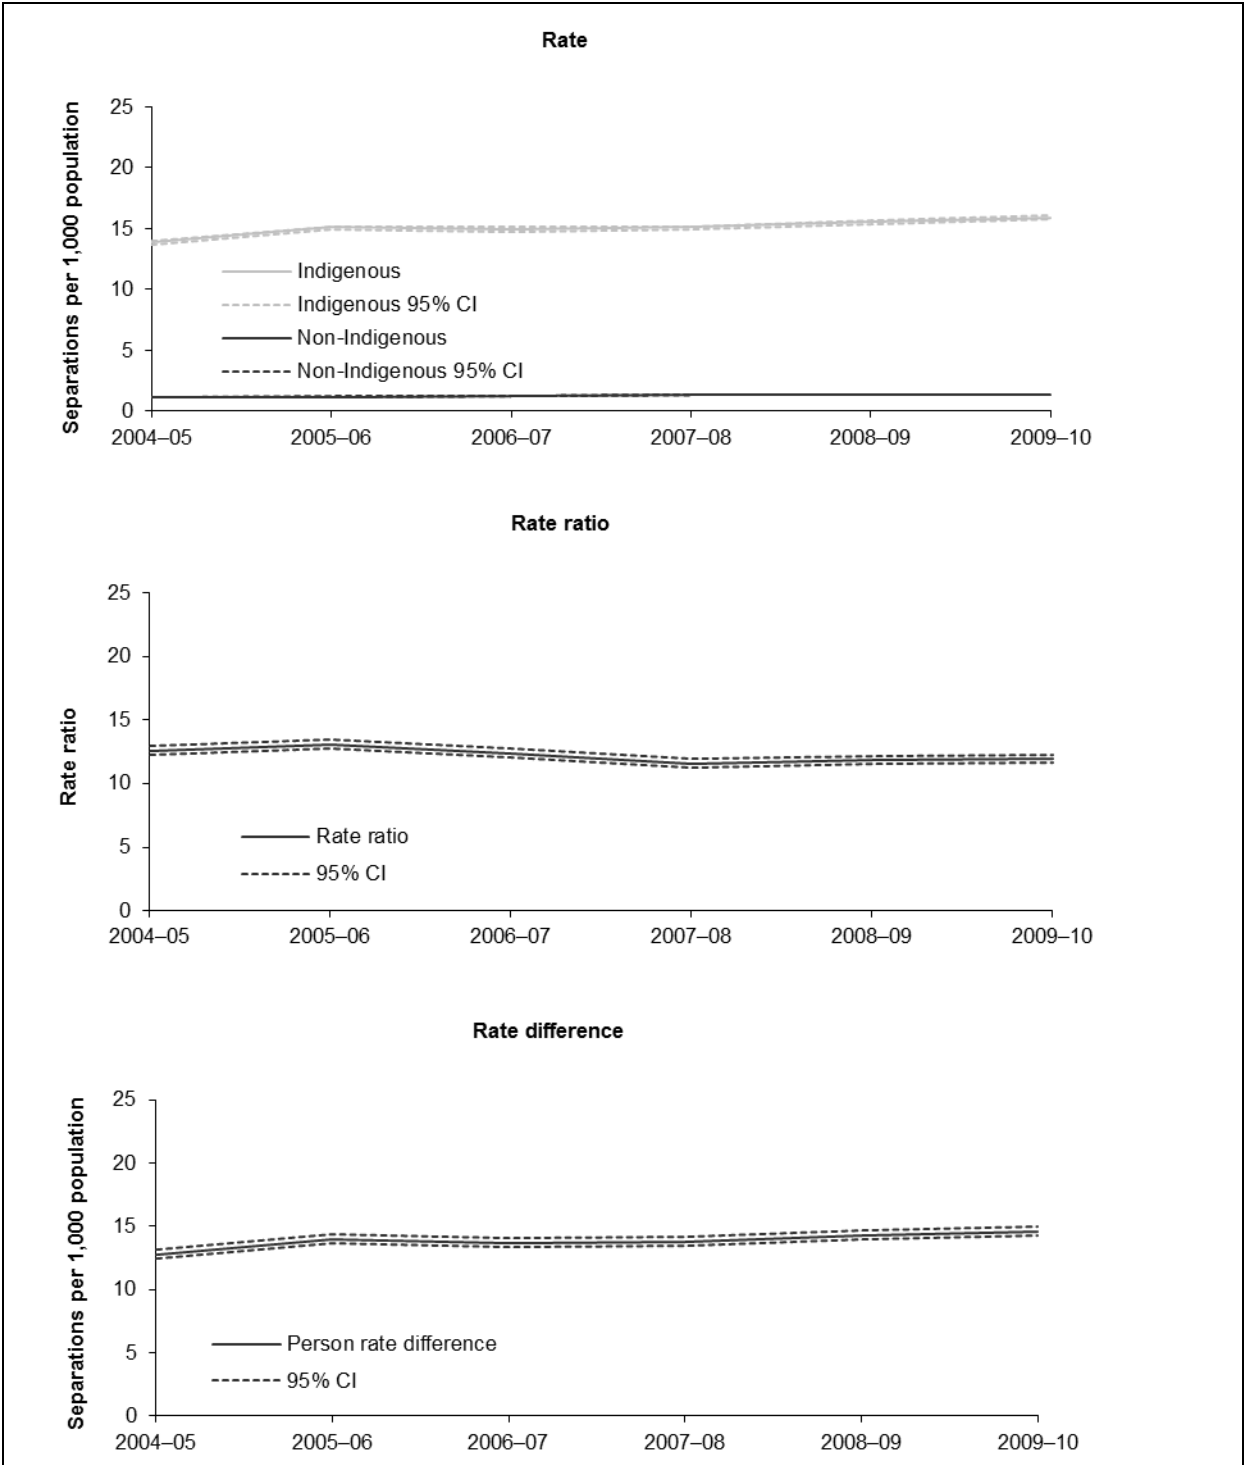 Rate
Separations per 1,000 population
25
20
15
10
5
0
Indigenous
Indigenous 95% CI
Non-Indigenous
Non-Indigenous 95% CI
2004–05 2005–06 2006–07 2007–08 2008–09 2009–10
Rate ratio
Rate ratio
25
20
15
10
5
0
Rate ratio
95% CI
2004–05 2005–06 2006–07 2007–08 2008–09 2009–10
Rate difference
Separations per 1,000 population
25
20
15
10
5
0
Person rate difference
95% CI
2004–05 2005–06 2006–07 2007–08 2008–09 2009–10